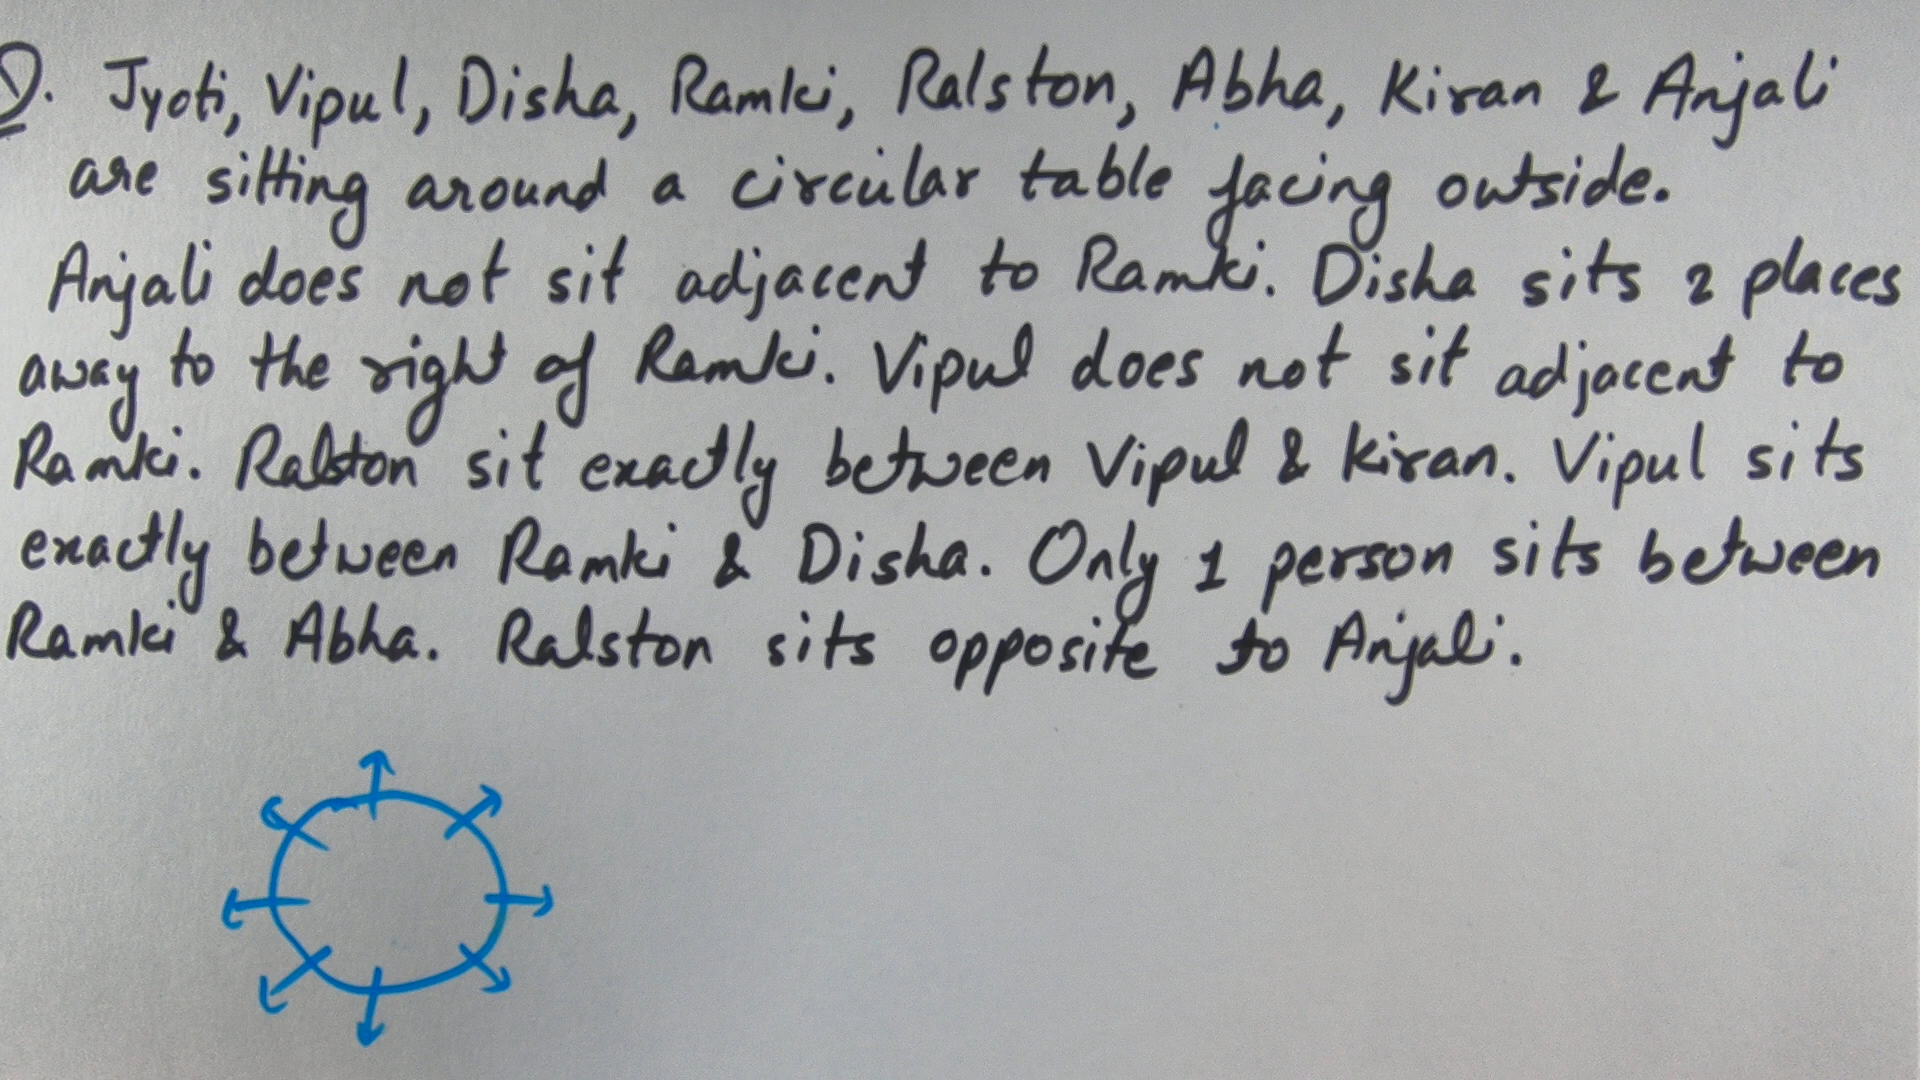 Q. Jyoti, Vipul, Disha, Ramki, Ralston, Abha, Kiran & Anjali
are sitting around a circular table facing outside.
Anjali does not sit adjacent to Ramki. Disha sits 2 places
away to the right of Ramki. Vipul does not sit adjacent to
Ramki. Ralston sit exactly between Vipul & Kiran. Vipul sits
exactly between Ramki & Disha. Only 1 person sits between
Ramki & Abha. Ralston sits opposite to Anjali.